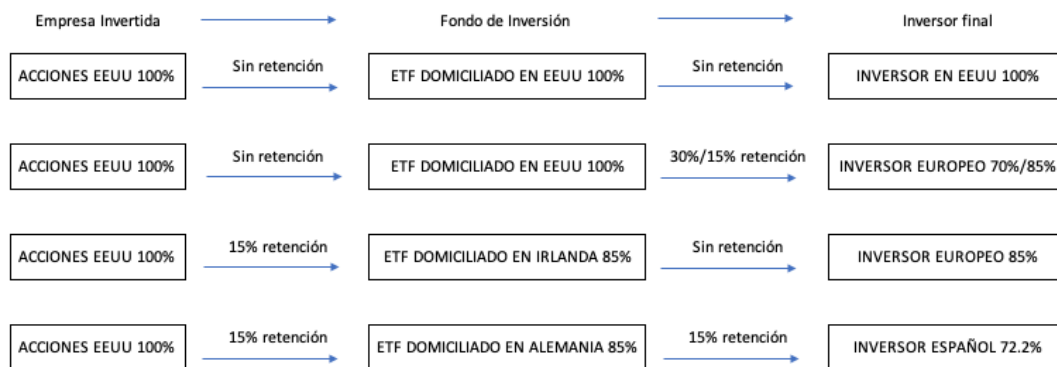 Empresa Invertida
Fondo de Inversión
Inversor final
ACCIONES EEUU 100%
Sin retención
ETF DOMICILIADO EN EEUU 100%
Sin retención
INVERSOR EN EEUU 100%
ACCIONES EEUU 100%
Sin retención
ETF DOMICILIADO EN EEUU 100%
30%/15% retención
INVERSOR EUROPEO 70%/85%
ACCIONES EEUU 100%
15% retención
ETF DOMICILIADO EN IRLANDA 85%
Sin retención
INVERSOR EUROPEO 85%
ACCIONES EEUU 100%
15% retención
ETF DOMICILIADO EN ALEMANIA 85%
15% retención
INVERSOR ESPAÑOL 72.2%